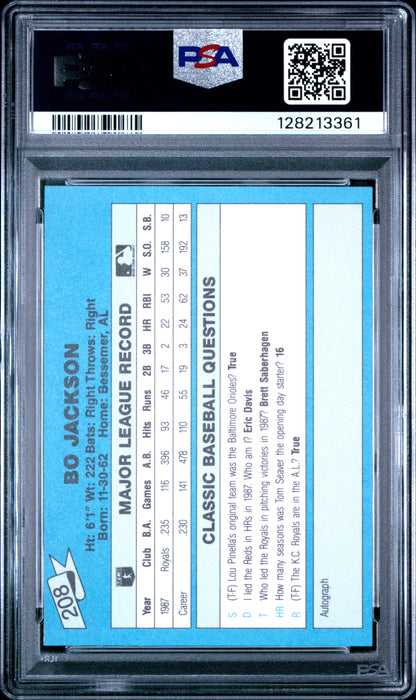 PSA
128213361
208
BO JACKSON
Ht: 6'1" Wt: 222 Bats: Right Throws: Right
Born: 11-30-62 Home: Bessemer, AL
MAJOR LEAGUE RECORD
Year Club B.A. Games A.B. Hits Runs 2B 3B HR RBI W S.O. S.B.
1987 Royals .235 116 396 93 46 17 2 22 53 30 158 10
Career .230 141 478 110 55 19 3 24 62 37 192 13
CLASSIC BASEBALL QUESTIONS
S (T-F) Lou Pinella's original team was the Baltimore Orioles? True
D I led the Reds in HRs in 1987. Who am I? Eric Davis
T Who led the Royals in pitching victories in 1987? Brett Saberhagen
HR How many seasons was Tom Seaver the opening day starter? 16
R (T-F) The K.C. Royals are in the A.L.? True
Autograph
PSA